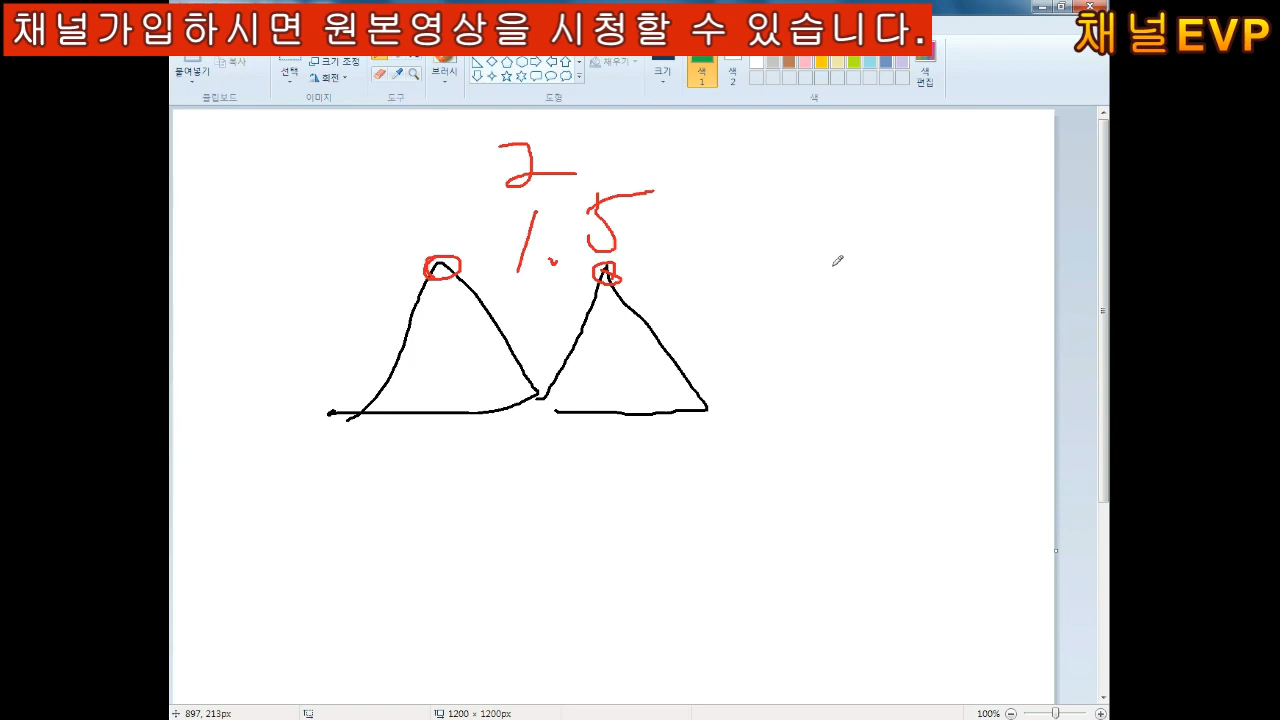 채널가입하시면 원본영상을 시청할 수 있습니다.
채널EVP
붙여넣기
복사
선택
크기 조정
회전
브러시
채우기
크기
색 1
색 2
색 편집
클립보드
이미지
도구
도형
색
2
1.5
897, 213px
1200 × 1200px
100%